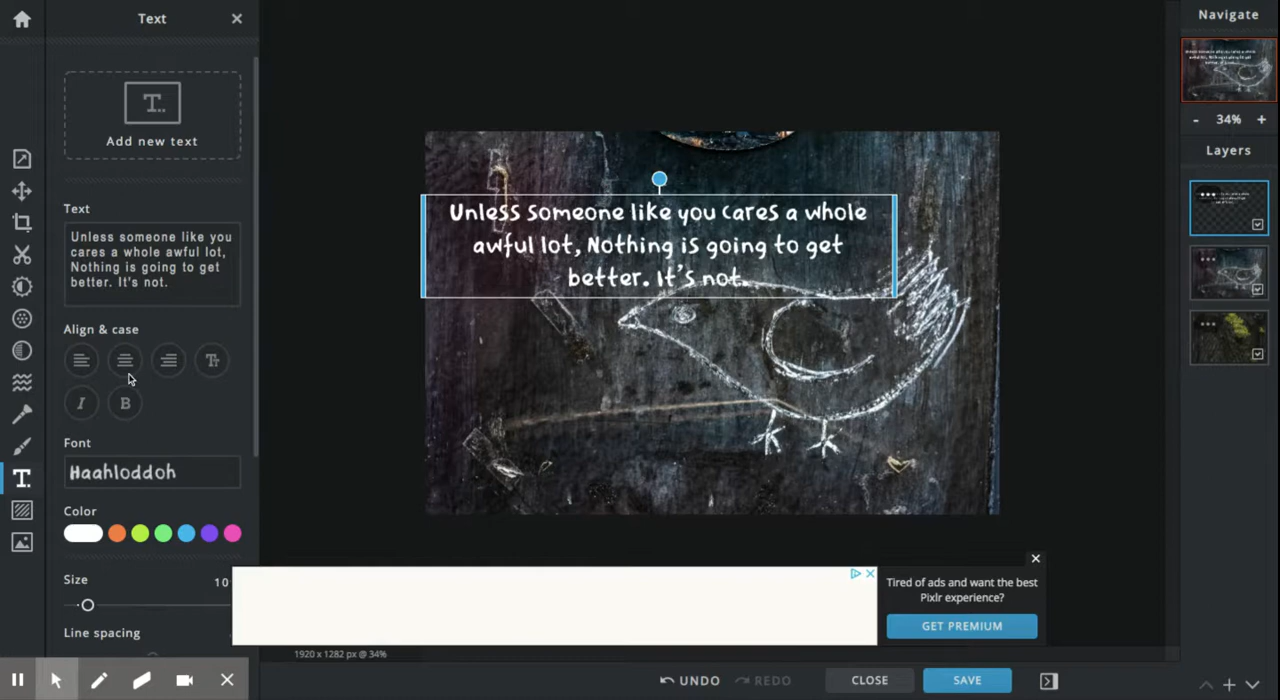 Text
Navigate
Add new text
34%
Layers
Text
Unless someone like you
cares a whole awful lot,
Nothing is going to get
better. It's not.
Align & case
I
B
Font
Haahloddoh
Color
Size
10
Line spacing
Unless someone like you cares a whole
awful lot, Nothing is going to get
better. It's not.
Tired of ads and want the best
Pixlr experience?
GET PREMIUM
1920 x 1282 px @ 34%
UNDO
REDO
CLOSE
SAVE